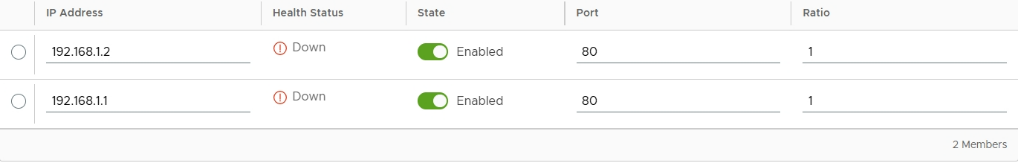 IP Address Health Status State Port Ratio
192.168.1.2 Down Enabled 80 1
192.168.1.1 Down Enabled 80 1
2 Members